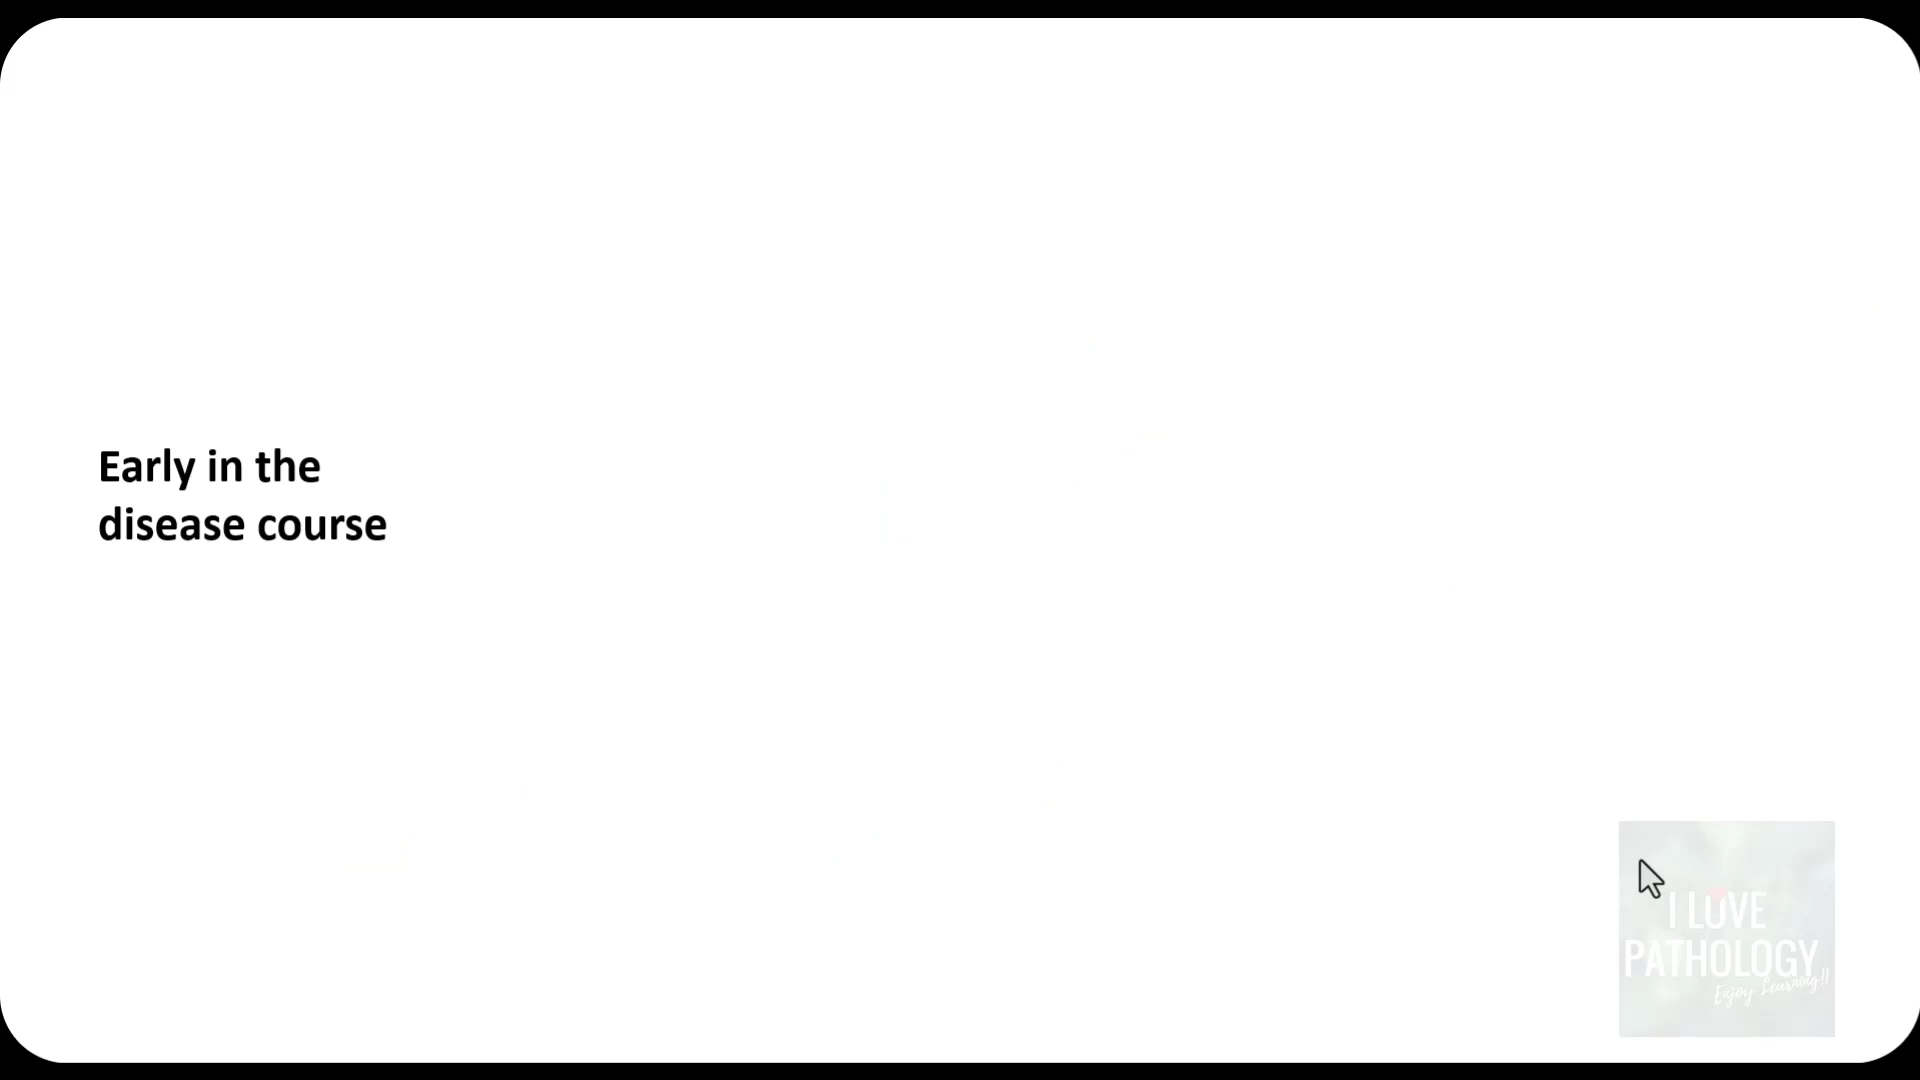 Early in the
disease course
I LOVE
PATHOLOGY
Enjoy Learning!!